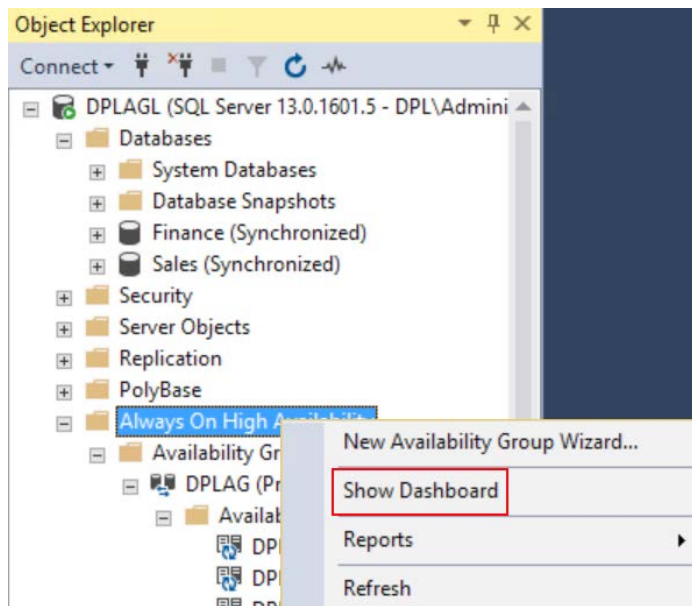 Object Explorer
Connect
DPLAGL (SQL Server 13.0.1601.5 - DPL\Admini
Databases
System Databases
Database Snapshots
Finance (Synchronized)
Sales (Synchronized)
Security
Server Objects
Replication
PolyBase
Always On High Availability
New Availability Group Wizard...
Availability Gr
DPLAG (Pr
Show Dashboard
Availab
Reports
DPL
DPL
Refresh